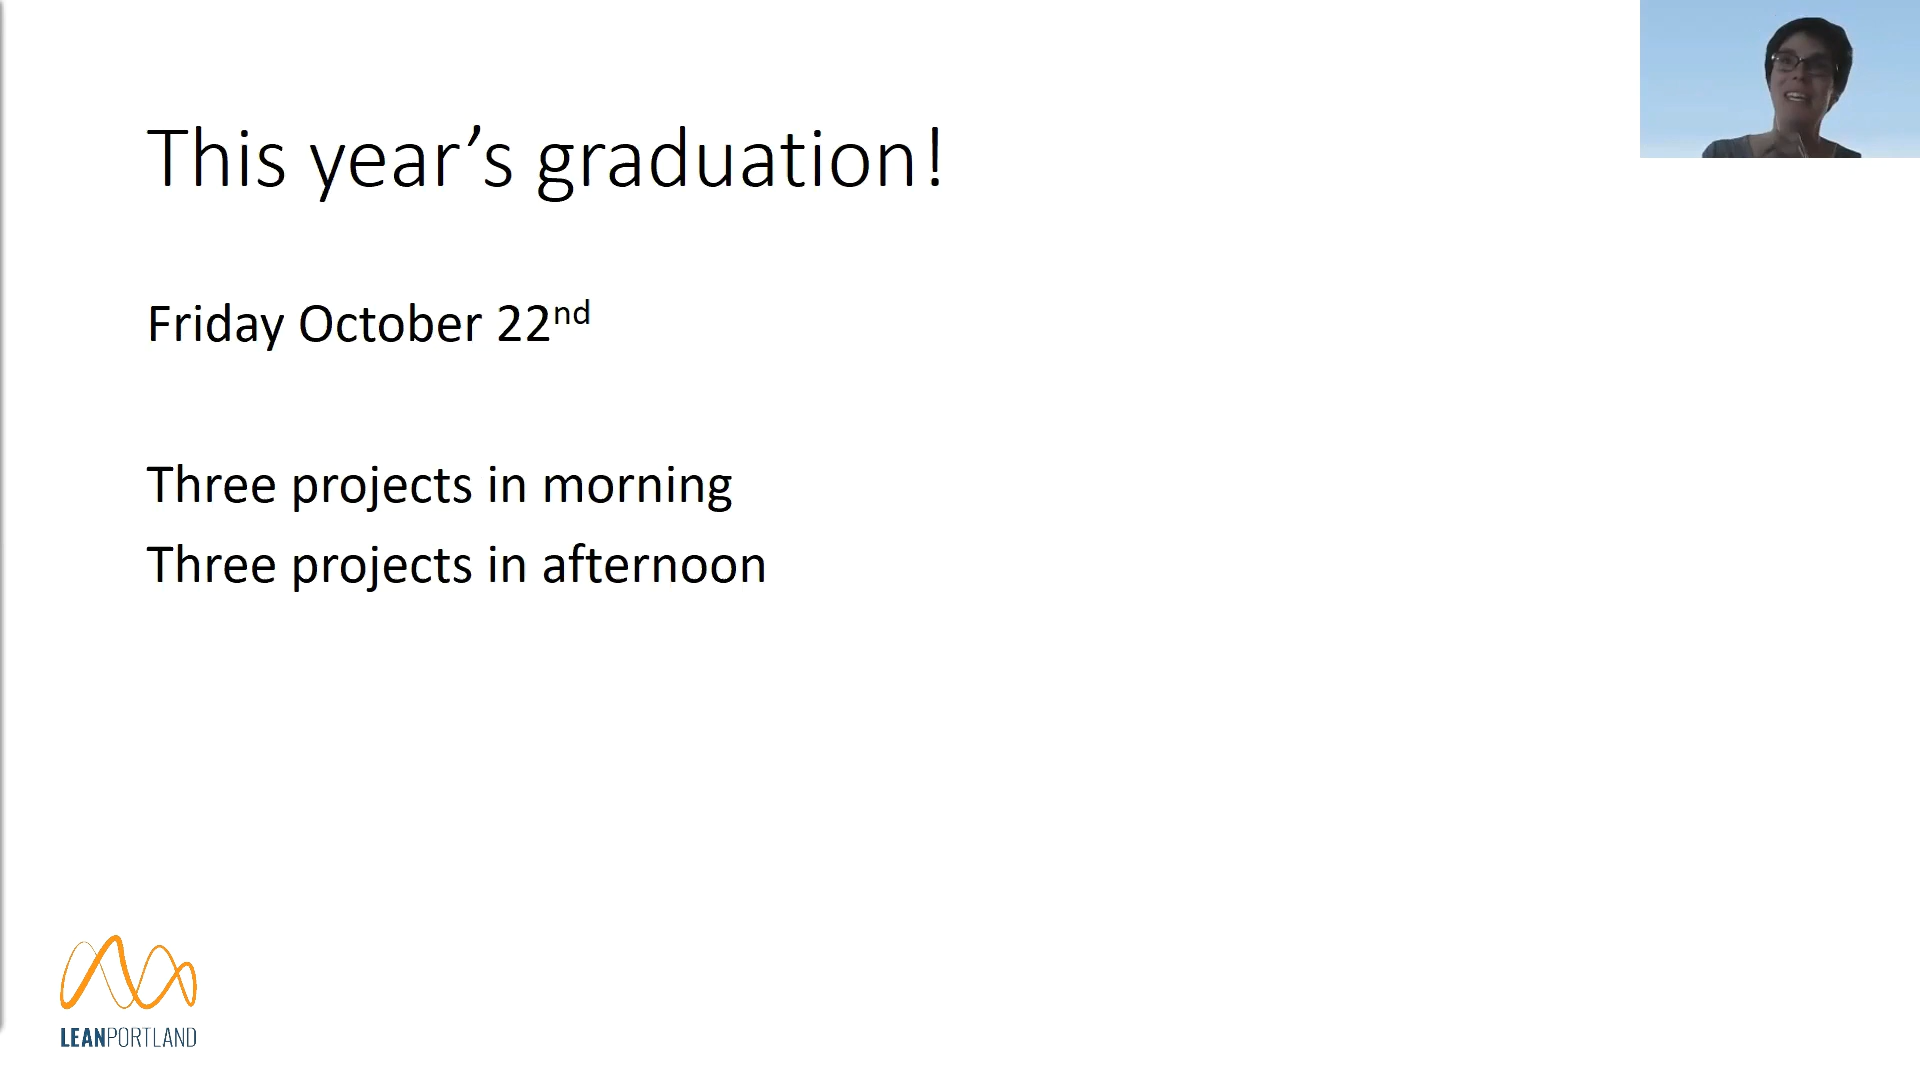 This year’s graduation!
Friday October 22nd
Three projects in morning
Three projects in afternoon
LEANPORTLAND